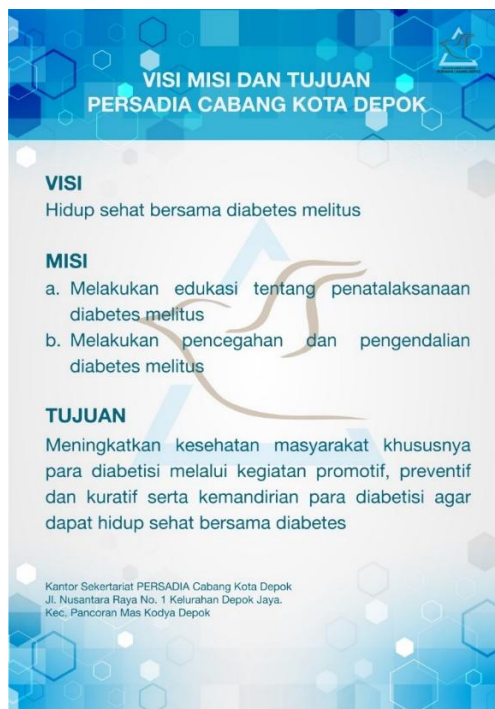 VISI MISI DAN TUJUAN
PERSADIA CABANG KOTA DEPOK
VISI
Hidup sehat bersama diabetes melitus
MISI
a. Melakukan edukasi tentang penatalaksanaan
diabetes melitus
b. Melakukan pencegahan dan pengendalian
diabetes melitus
TUJUAN
Meningkatkan kesehatan masyarakat khususnya
para diabetisi melalui kegiatan promotif, preventif
dan kuratif serta kemandirian para diabetisi agar
dapat hidup sehat bersama diabetes
Kantor Sekertariat PERSADIA Cabang Kota Depok
Jl. Nusantara Raya No. 1 Kelurahan Depok Jaya.
Kec. Pancoran Mas Kodya Depok